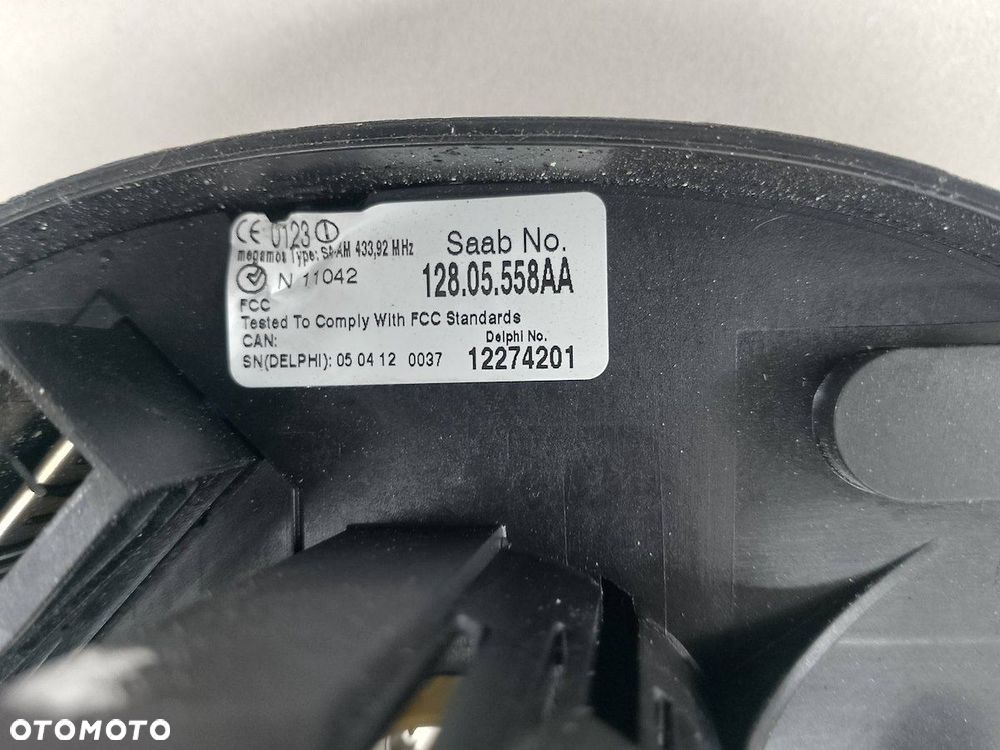 CE 0123
Saab No.
megamos Type: SA-AM 433,92 MHz
N 11042
128.05.558AA
FCC
Tested To Comply With FCC Standards
CAN:
Delphi No.
SN(DELPHI): 05 04 12 0037 12274201
OTOMOTO